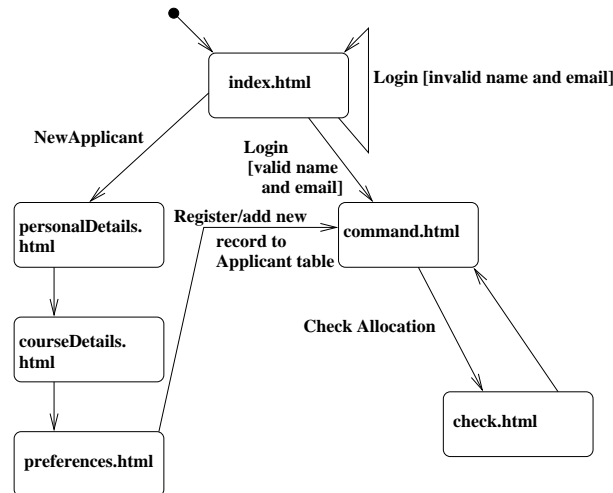 index.html
Login [invalid name and email]
NewApplicant
Login
[valid name
and email]
personalDetails.
html
Register/add new
record to
Applicant table
command.html
courseDetails.
html
Check Allocation
preferences.html
check.html